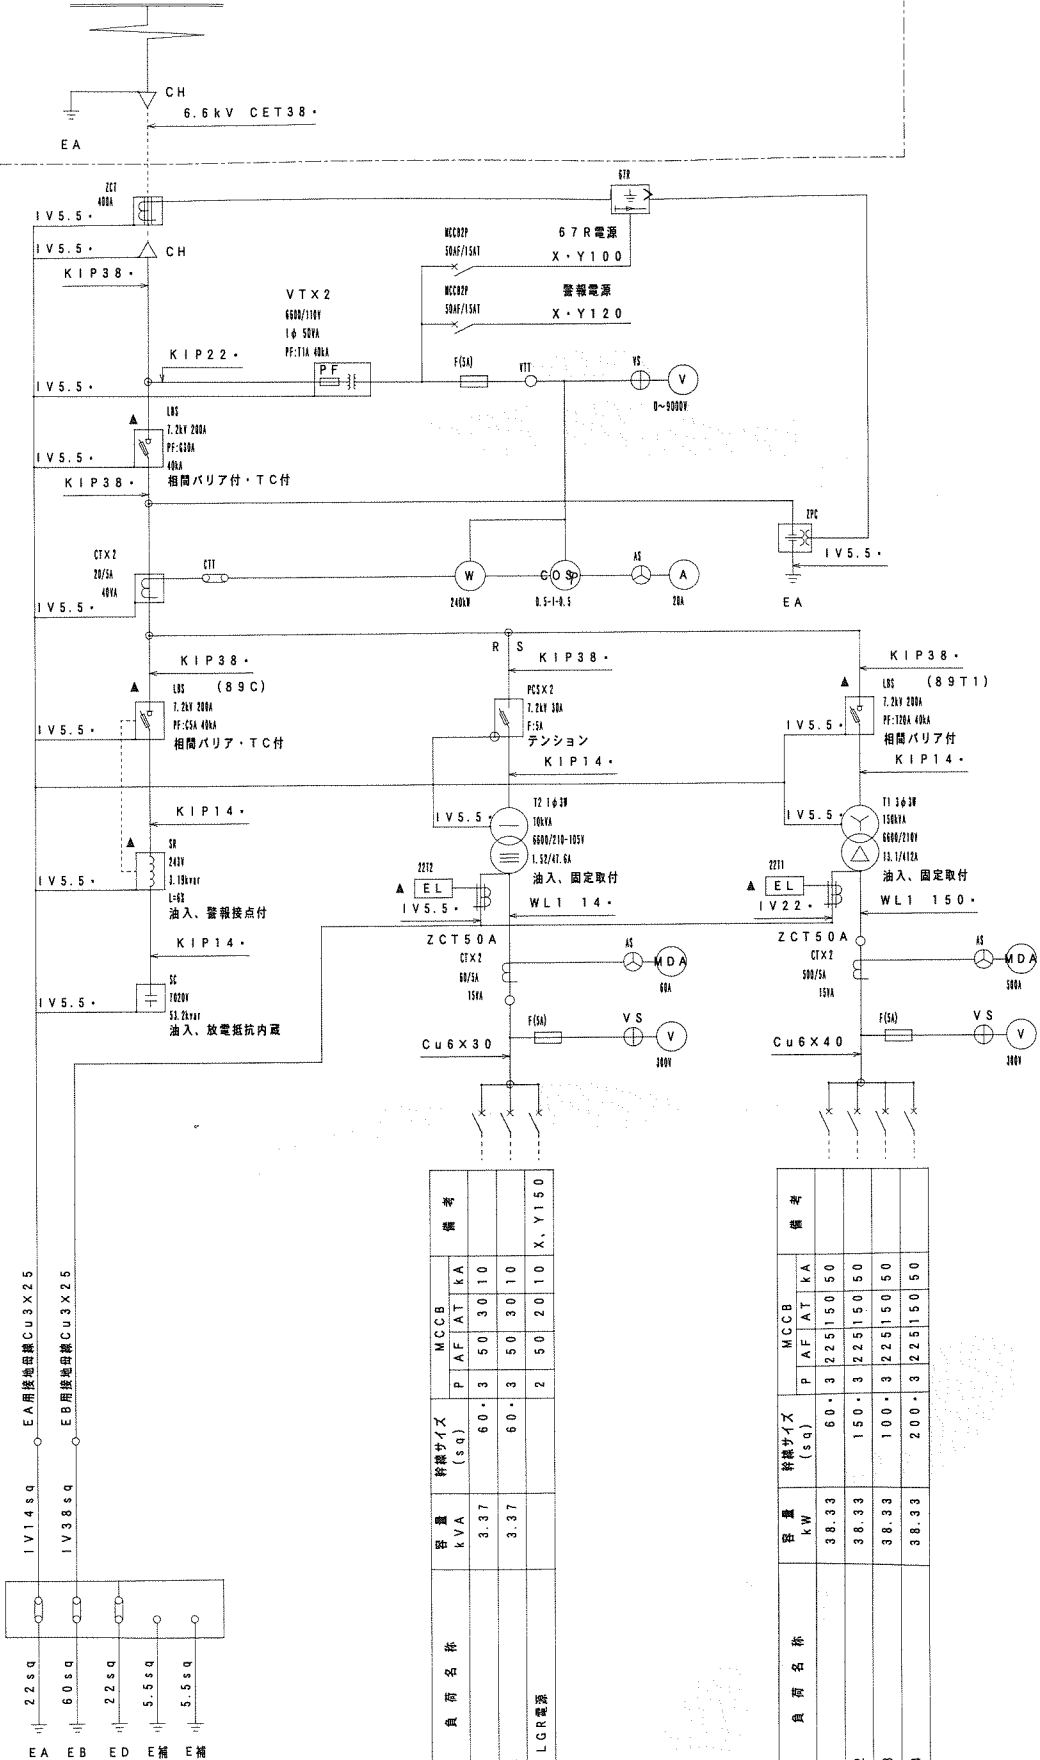 CH
6.6kV CET38・
EA
ZCT
400A
67R
IV5.5・
IV5.5・
CH
KIP38・
MCCB2P
50AF/15AT
67R電源
X・Y100
MCCB2P
50AF/15AT
警報電源
X・Y120
VTX2
6600/110V
1φ 50VA
PF:T1A 40kA
PF
KIP22・
IV5.5・
F(5A)
VTT
VS
V
0~9000V
LBS
7.2kV 200A
PF:G30A
40kA
相間バリア付・TC付
IV5.5・
KIP38・
ZPC
IV5.5・
EA
CTX2
20/5A
40VA
CTT
IV5.5・
W
240kW
COSφ
0.5-1-0.5
AS
A
20A
R S
KIP38・
KIP38・
KIP38・
LBS (89C)
7.2kV 200A
PF:C5A 40kA
相間バリア・TC付
IV5.5・
PCSX2
7.2kV 30A
F:5A
テンション
KIP14・
LBS (89T1)
7.2kV 200A
PF:T20A 40kA
相間バリア付
IV5.5・
KIP14・
KIP14・
SR
243V
3.19kvar
L=6%
油入、警報接点付
IV5.5・
KIP14・
SC
7020V
53.2kvar
油入、放電抵抗内蔵
IV5.5・
IV5.5・
T2 1φ3W
10kVA
6600/210-105V
1.52/47.6A
油入、固定取付
22T2
EL
IV5.5・
WL1 14・
ZCT50A
CTX2
60/5A
15VA
AS
MDA
60A
F(5A)
VS
V
300V
Cu6X30
IV5.5・
T1 3φ3W
150kVA
6600/210V
13.1/412A
油入、固定取付
22T1
EL
IV22・
WL1 150・
ZCT50A
CTX2
500/5A
15VA
AS
MDA
500A
F(5A)
VS
V
300V
Cu6X40
負荷名称 容量 kVA 幹線サイズ (sq) MCCB P AF AT kA 備考
3.37 60・ 3 50 30 10
3.37 60・ 3 50 30 10
LGR電源 2 50 20 10 X、Y150
負荷名称 容量 kW 幹線サイズ (sq) MCCB P AF AT kA 備考
38.33 60・ 3 225 150 50
38.33 150・ 3 225 150 50
38.33 100・ 3 225 150 50
38.33 200・ 3 225 150 50
EA用接地母線Cu3X25
EB用接地母線Cu3X25
IV14sq
IV38sq
22sq
60sq
22sq
5.5sq
5.5sq
EA EB ED E補 E補